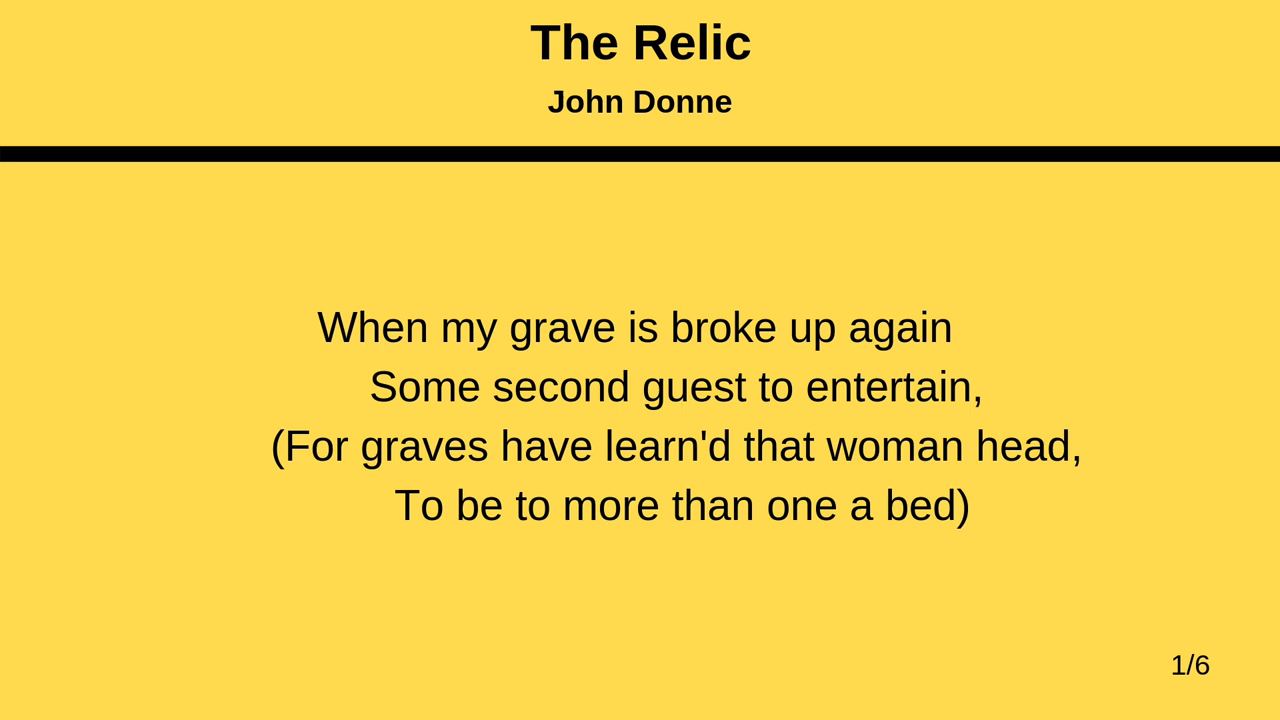 The Relic
John Donne
When my grave is broke up again
Some second guest to entertain,
(For graves have learn'd that woman head,
To be to more than one a bed)
1/6